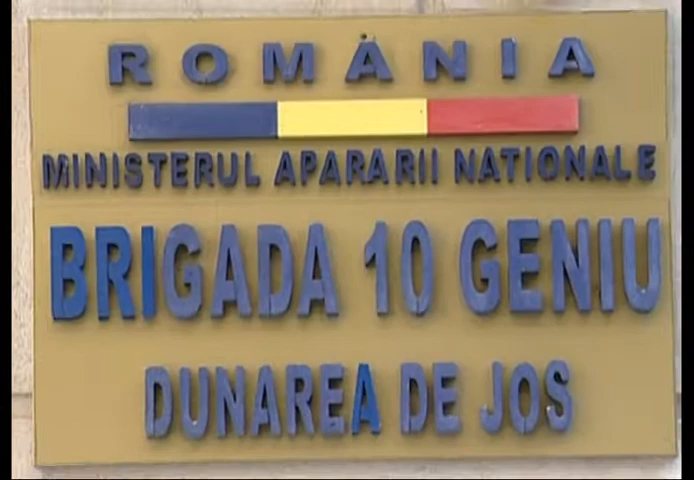 ROMÂNIA
MINISTERUL APARARII NATIONALE
BRIGADA 10 GENIU
DUNAREA DE JOS